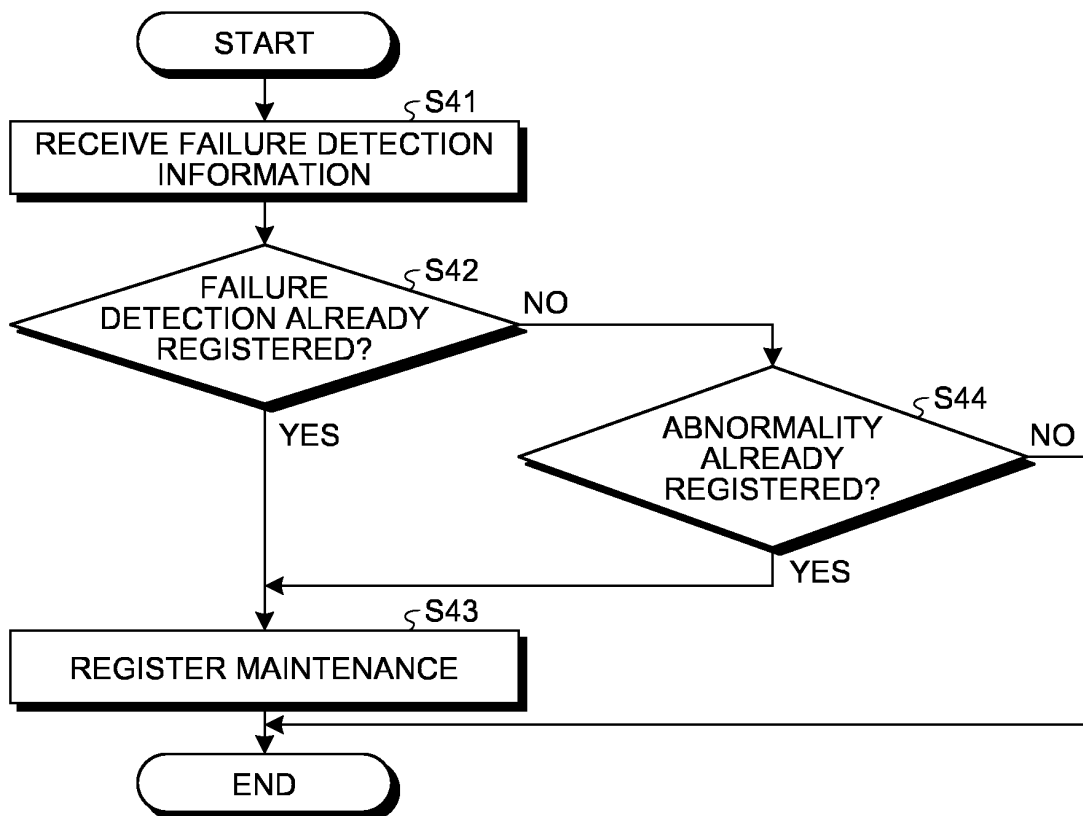 START
S41
RECEIVE FAILURE DETECTION
INFORMATION
S42
FAILURE
DETECTION ALREADY
REGISTERED?
NO
YES
S44
ABNORMALITY
ALREADY
REGISTERED?
NO
YES
S43
REGISTER MAINTENANCE
END